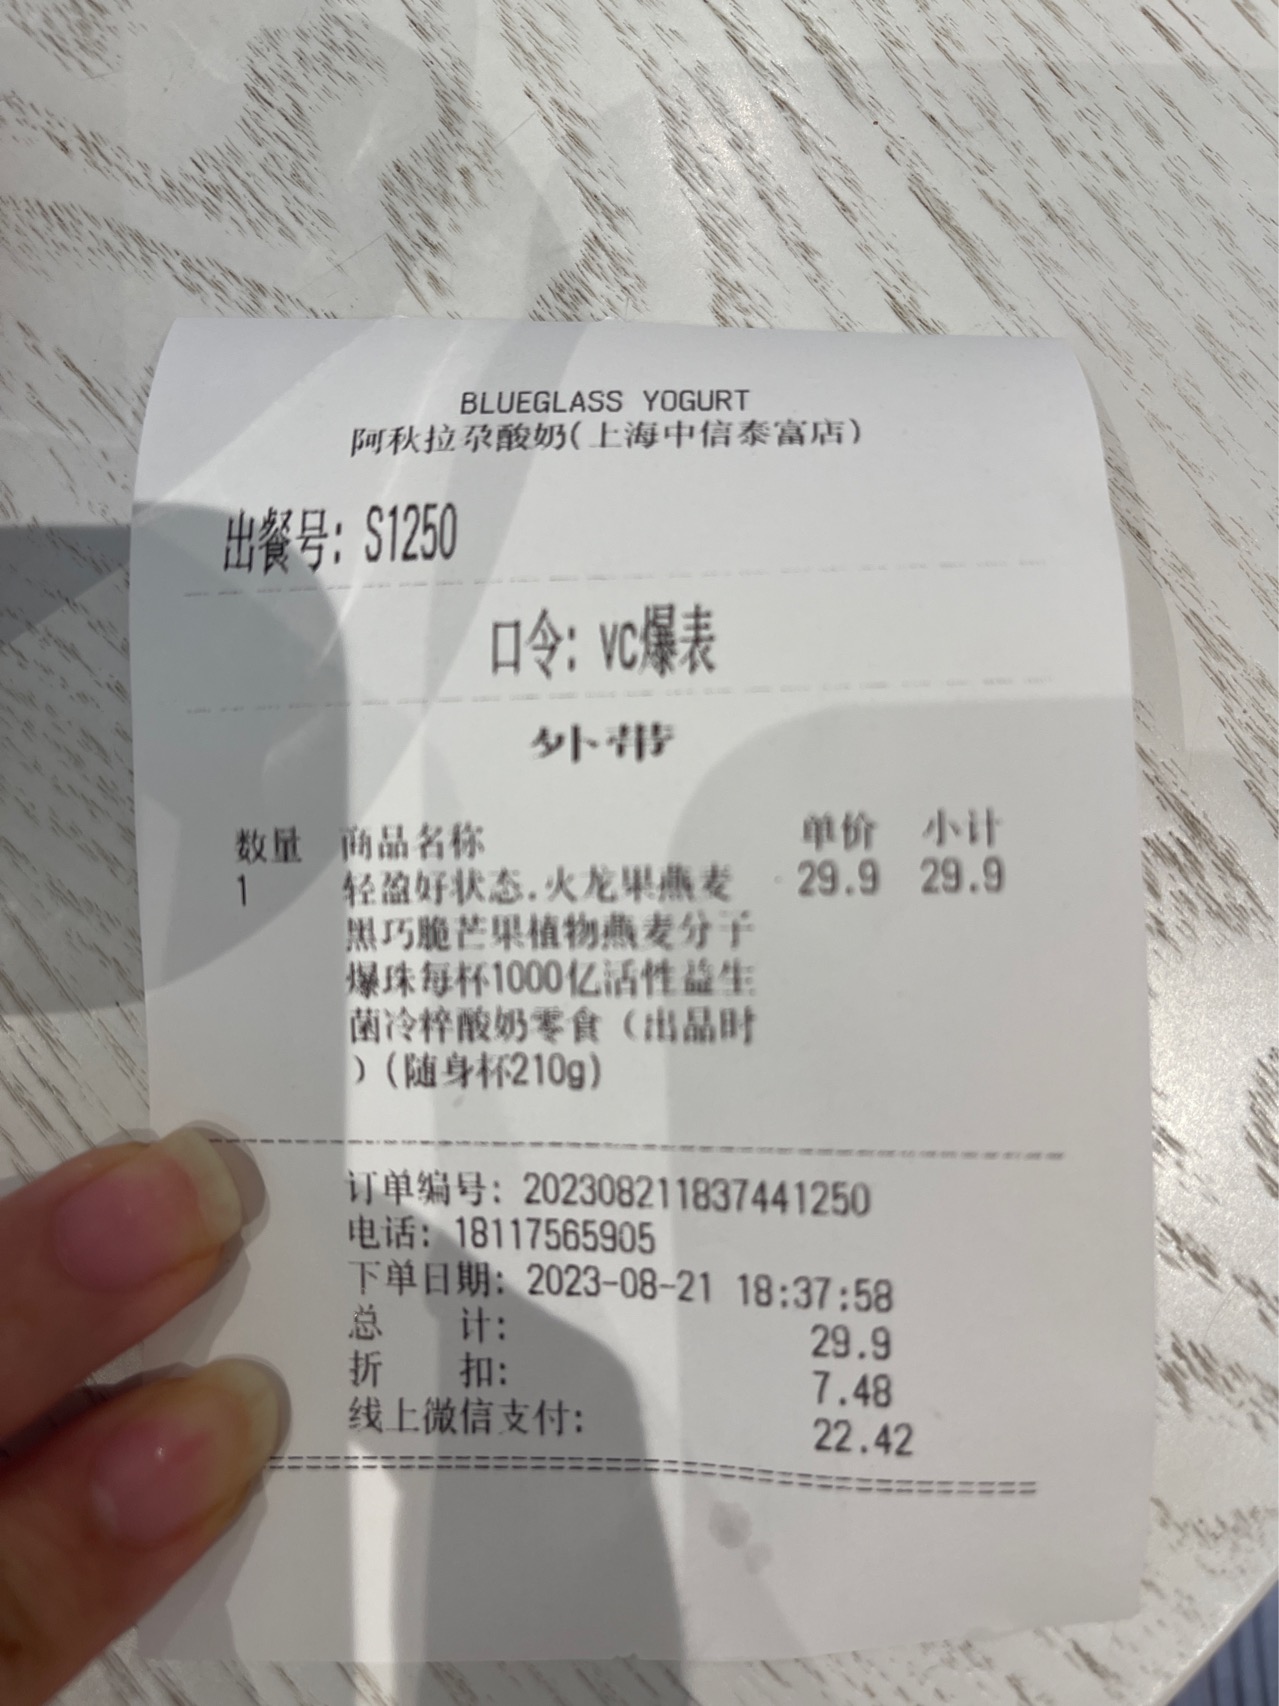 BLUEGLASS YOGURT
阿秋拉尕酸奶(上海中信泰富店)
出餐号: S1250
口令: vc爆表
外带
数量 商品名称 单价 小计
1 轻盈好状态.火龙果燕麦 29.9 29.9
黑巧脆芒果植物燕麦分子
爆珠每杯1000亿活性益生
菌冷粹酸奶零食（出品时
）(随身杯210g)
订单编号: 202308211837441250
电话: 18117565905
下单日期: 2023-08-21 18:37:58
总 计: 29.9
折 扣: 7.48
线上微信支付: 22.42